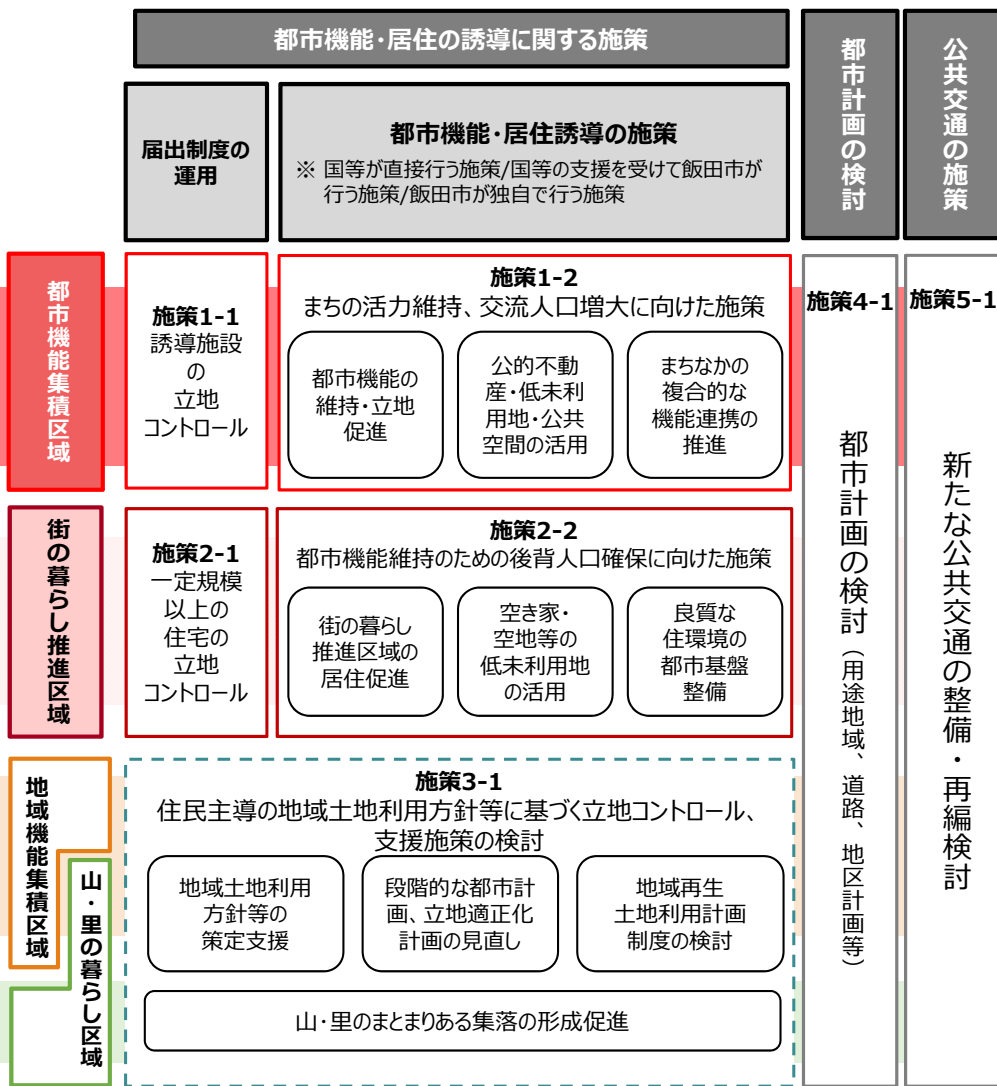 都市機能・居住の誘導に関する施策
都市計画の検討
公共交通の施策
届出制度の
運用
都市機能・居住誘導の施策
※ 国等が直接行う施策/国等の支援を受けて飯田市が
行う施策/飯田市が独自で行う施策
都市機能集積区域
施策1-1
誘導施設
の
立地
コントロール
施策1-2
まちの活力維持、交流人口増大に向けた施策
都市機能の
維持・立地
促進
公的不動
産・低未利
用地・公共
空間の活用
まちなかの
複合的な
機能連携の
推進
施策4-1
都市計画の検討（用途地域、道路、地区計画等）
施策5-1
新たな公共交通の整備・再編検討
街の暮らし推進区域
施策2-1
一定規模
以上の
住宅の
立地
コントロール
施策2-2
都市機能維持のための後背人口確保に向けた施策
街の暮らし
推進区域の
居住促進
空き家・
空地等の
低未利用地
の活用
良質な
住環境の
都市基盤
整備
地域機能集積区域
山・里の暮らし区域
施策3-1
住民主導の地域土地利用方針等に基づく立地コントロール、
支援施策の検討
地域土地利用
方針等の
策定支援
段階的な都市計
画、立地適正化
計画の見直し
地域再生
土地利用計画
制度の検討
山・里のまとまりある集落の形成促進